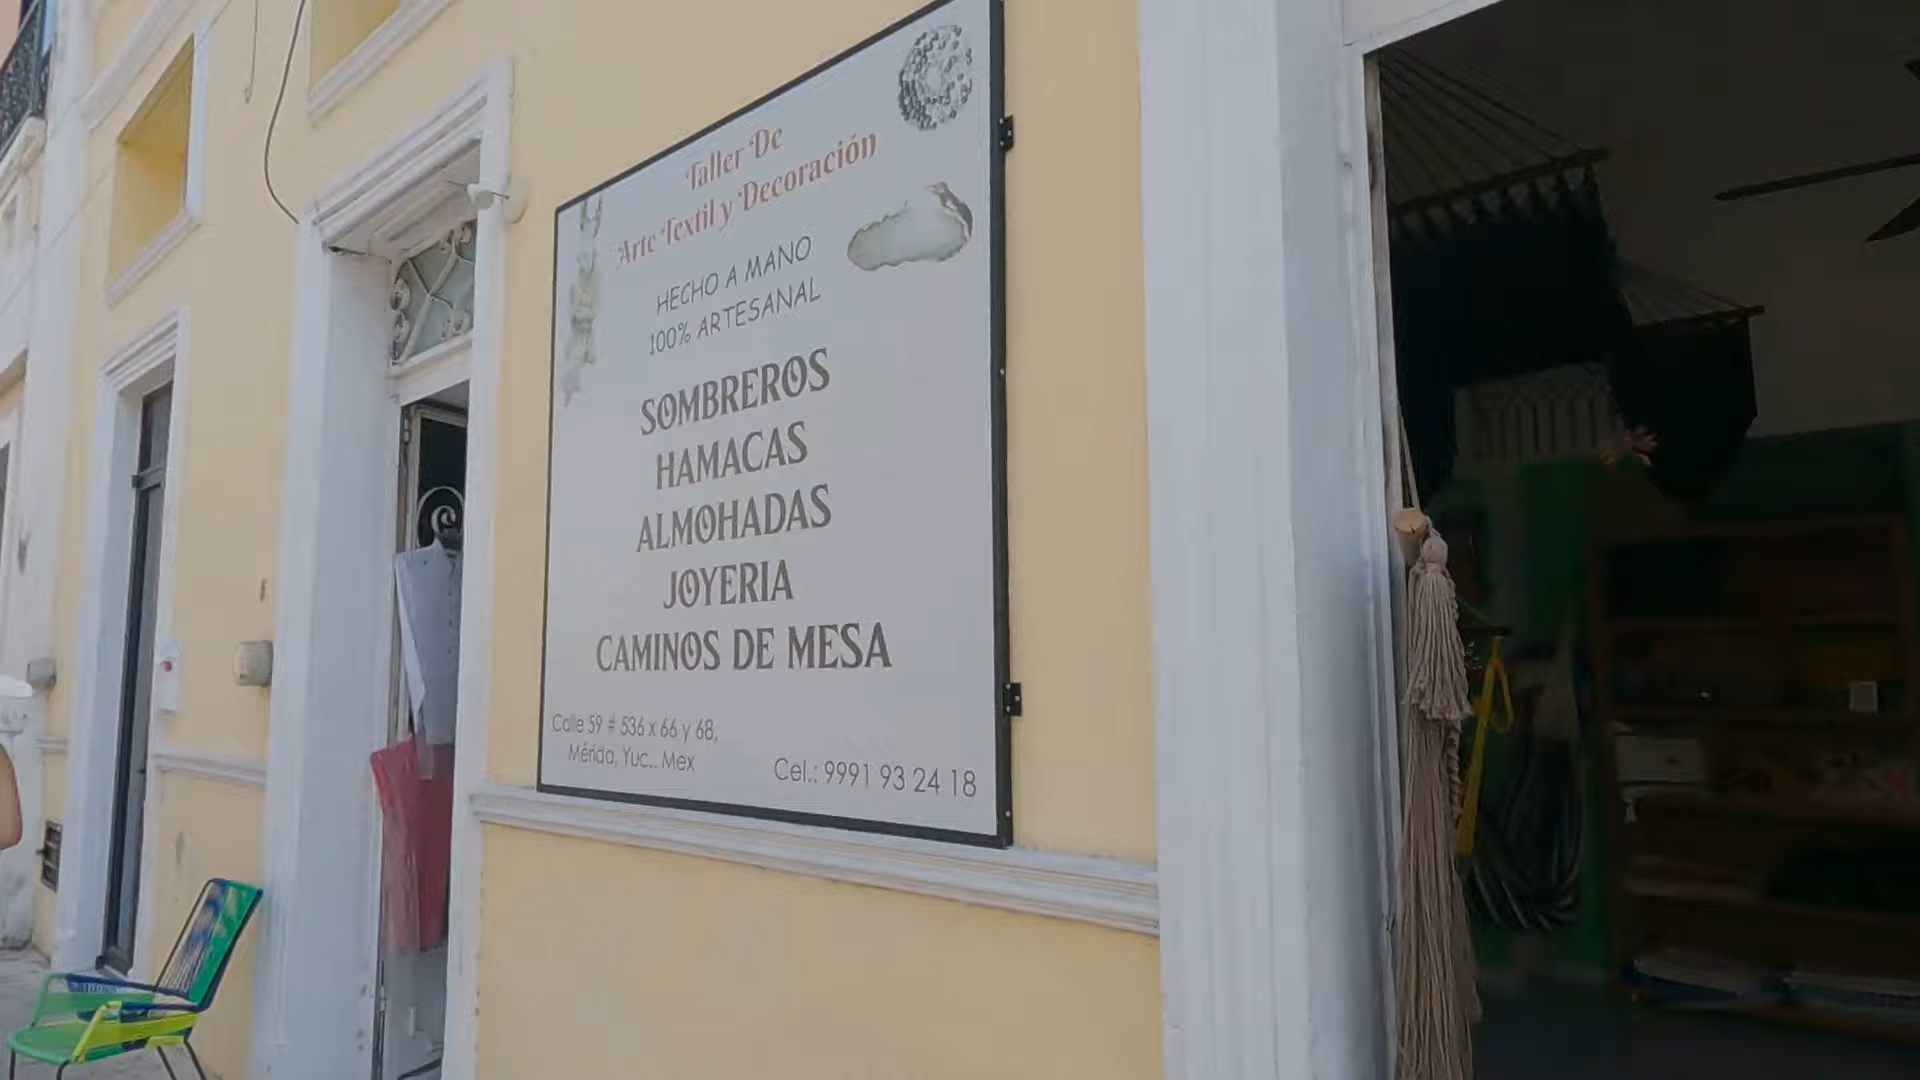 Taller De
Arte Textil y Decoración
HECHO A MANO
100% ARTESANAL
SOMBREROS
HAMACAS
ALMOHADAS
JOYERIA
CAMINOS DE MESA
Calle 59 # 536 x 66 y 68,
Mérida, Yuc.. Mex
Cel.: 9991 93 24 18